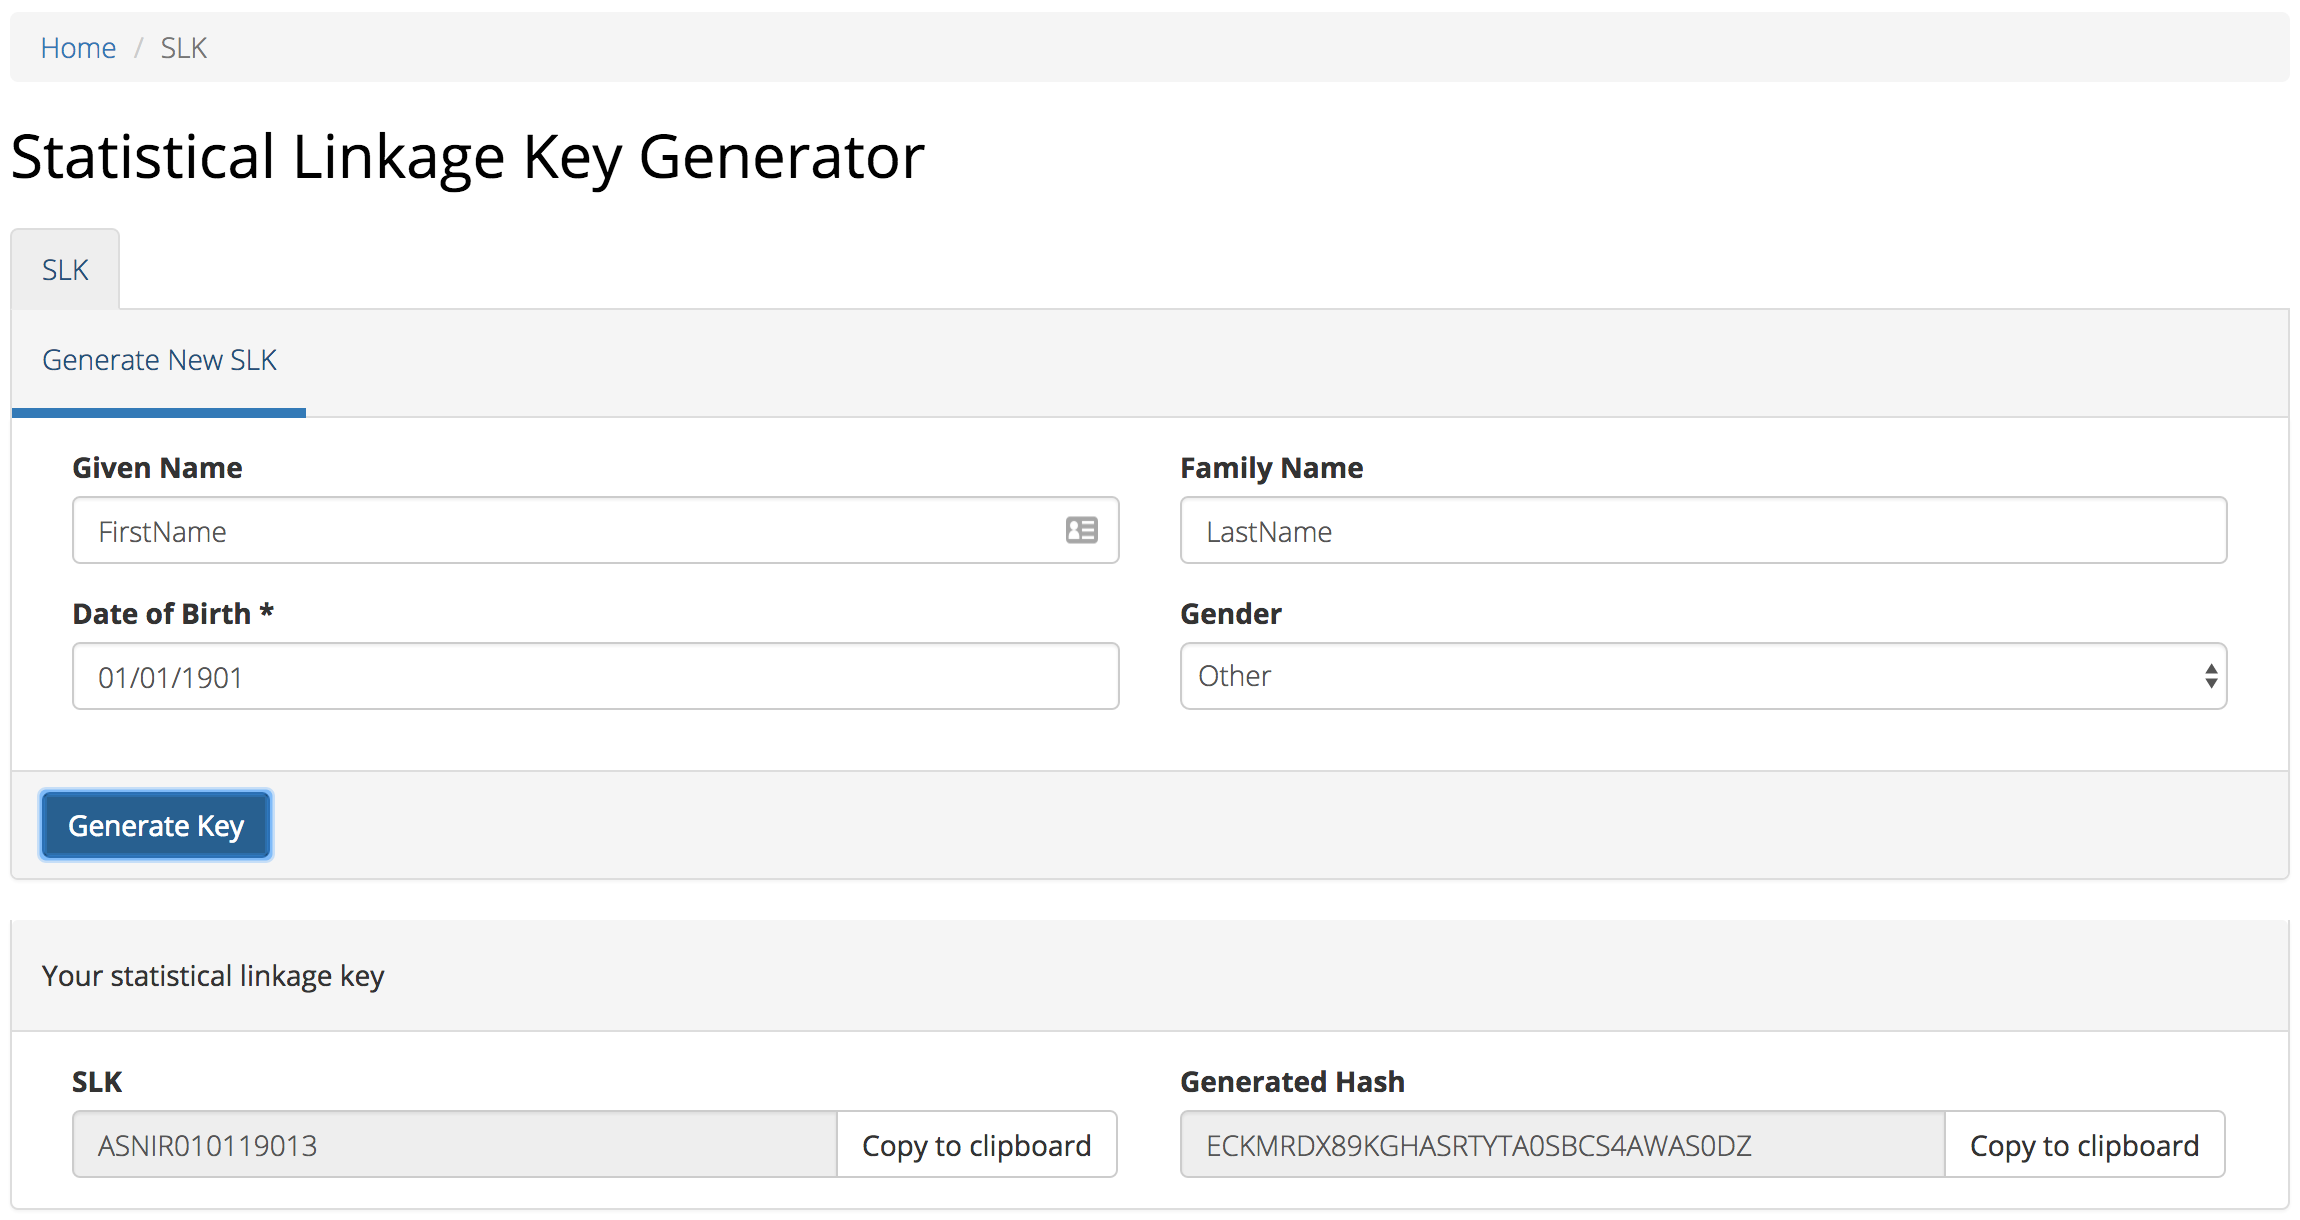 Home / SLK
Statistical Linkage Key Generator
SLK
Generate New SLK
Given Name
FirstName
Family Name
LastName
Date of Birth *
01/01/1901
Gender
Other
Generate Key
Your statistical linkage key
SLK
ASNIR010119013
Copy to clipboard
Generated Hash
ECKMRDX89KGHASRTYTA0SBCS4AWAS0DZ
Copy to clipboard